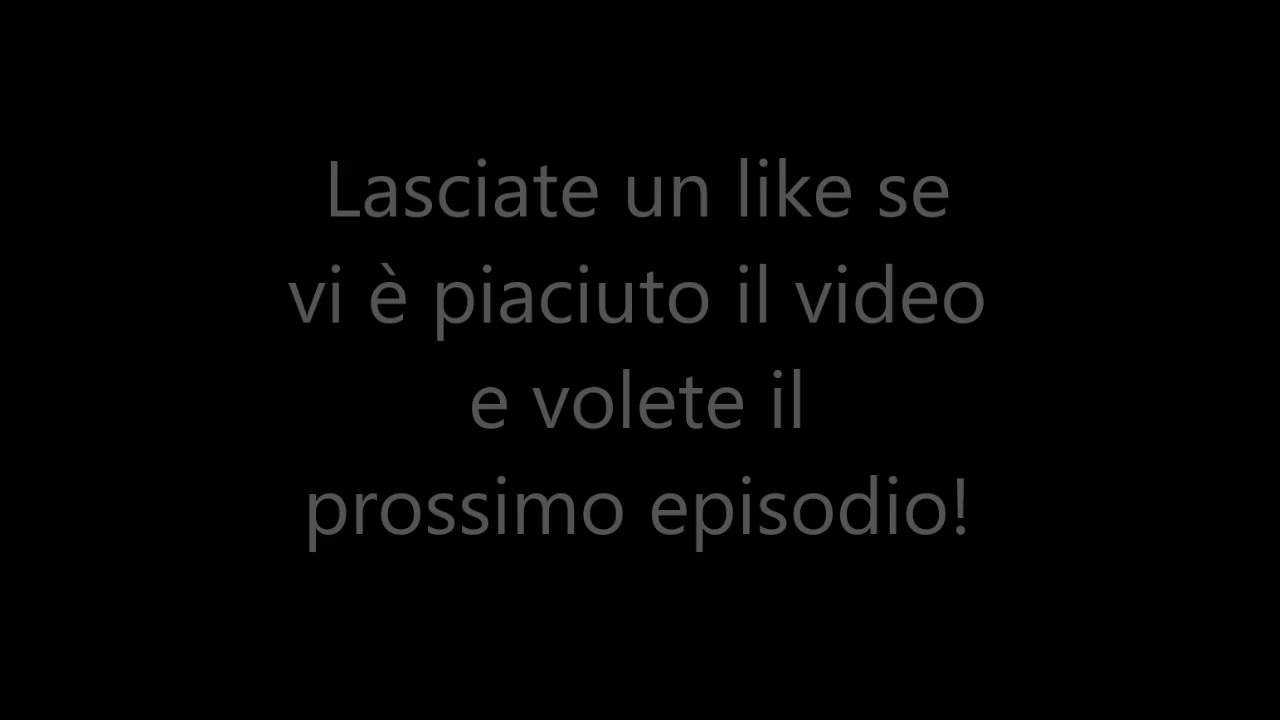 Lasciate un like se
vi è piaciuto il video
e volete il
prossimo episodio!